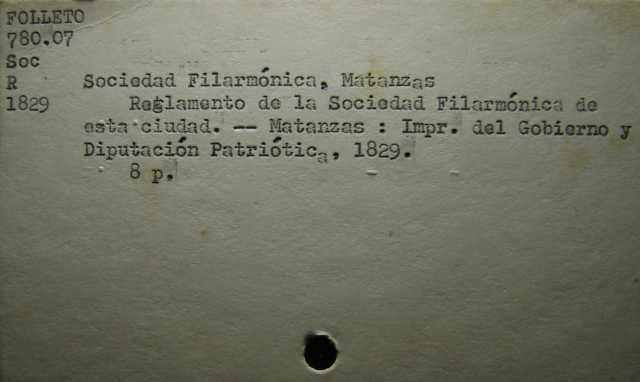 FOLLETO
780.07
Soc
R Sociedad Filarmónica, Matanzas
1829 Reglamento de la Sociedad Filarmónica de
esta ciudad. -- Matanzas : Impr. del Gobierno y
Diputación Patriótica, 1829.
8 p.